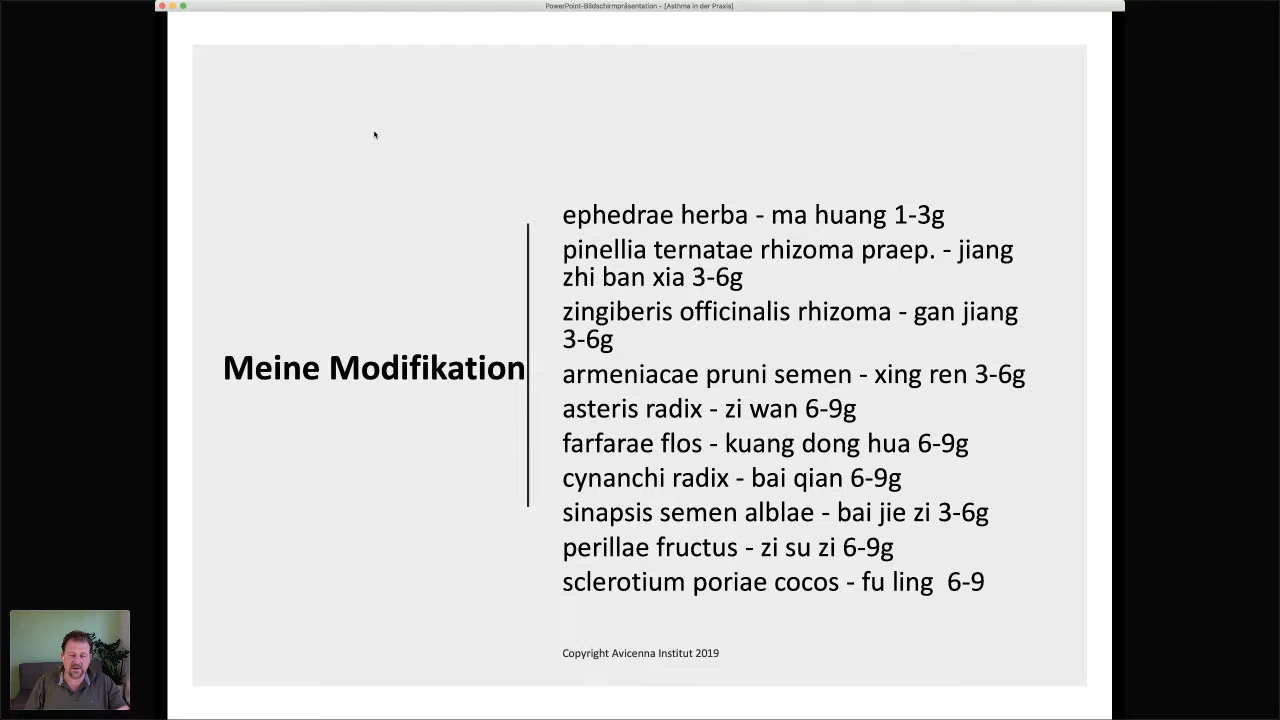 PowerPoint-Bildschirmpräsentation - [Asthma in der Praxis]
Meine Modifikation
ephedrae herba - ma huang 1-3g
pinellia ternatae rhizoma praep. - jiang
zhi ban xia 3-6g
zingiberis officinalis rhizoma - gan jiang
3-6g
armeniacae pruni semen - xing ren 3-6g
asteris radix - zi wan 6-9g
farfarae flos - kuang dong hua 6-9g
cynanchi radix - bai qian 6-9g
sinapsis semen alblae - bai jie zi 3-6g
perillae fructus - zi su zi 6-9g
sclerotium poriae cocos - fu ling  6-9
Copyright Avicenna Institut 2019